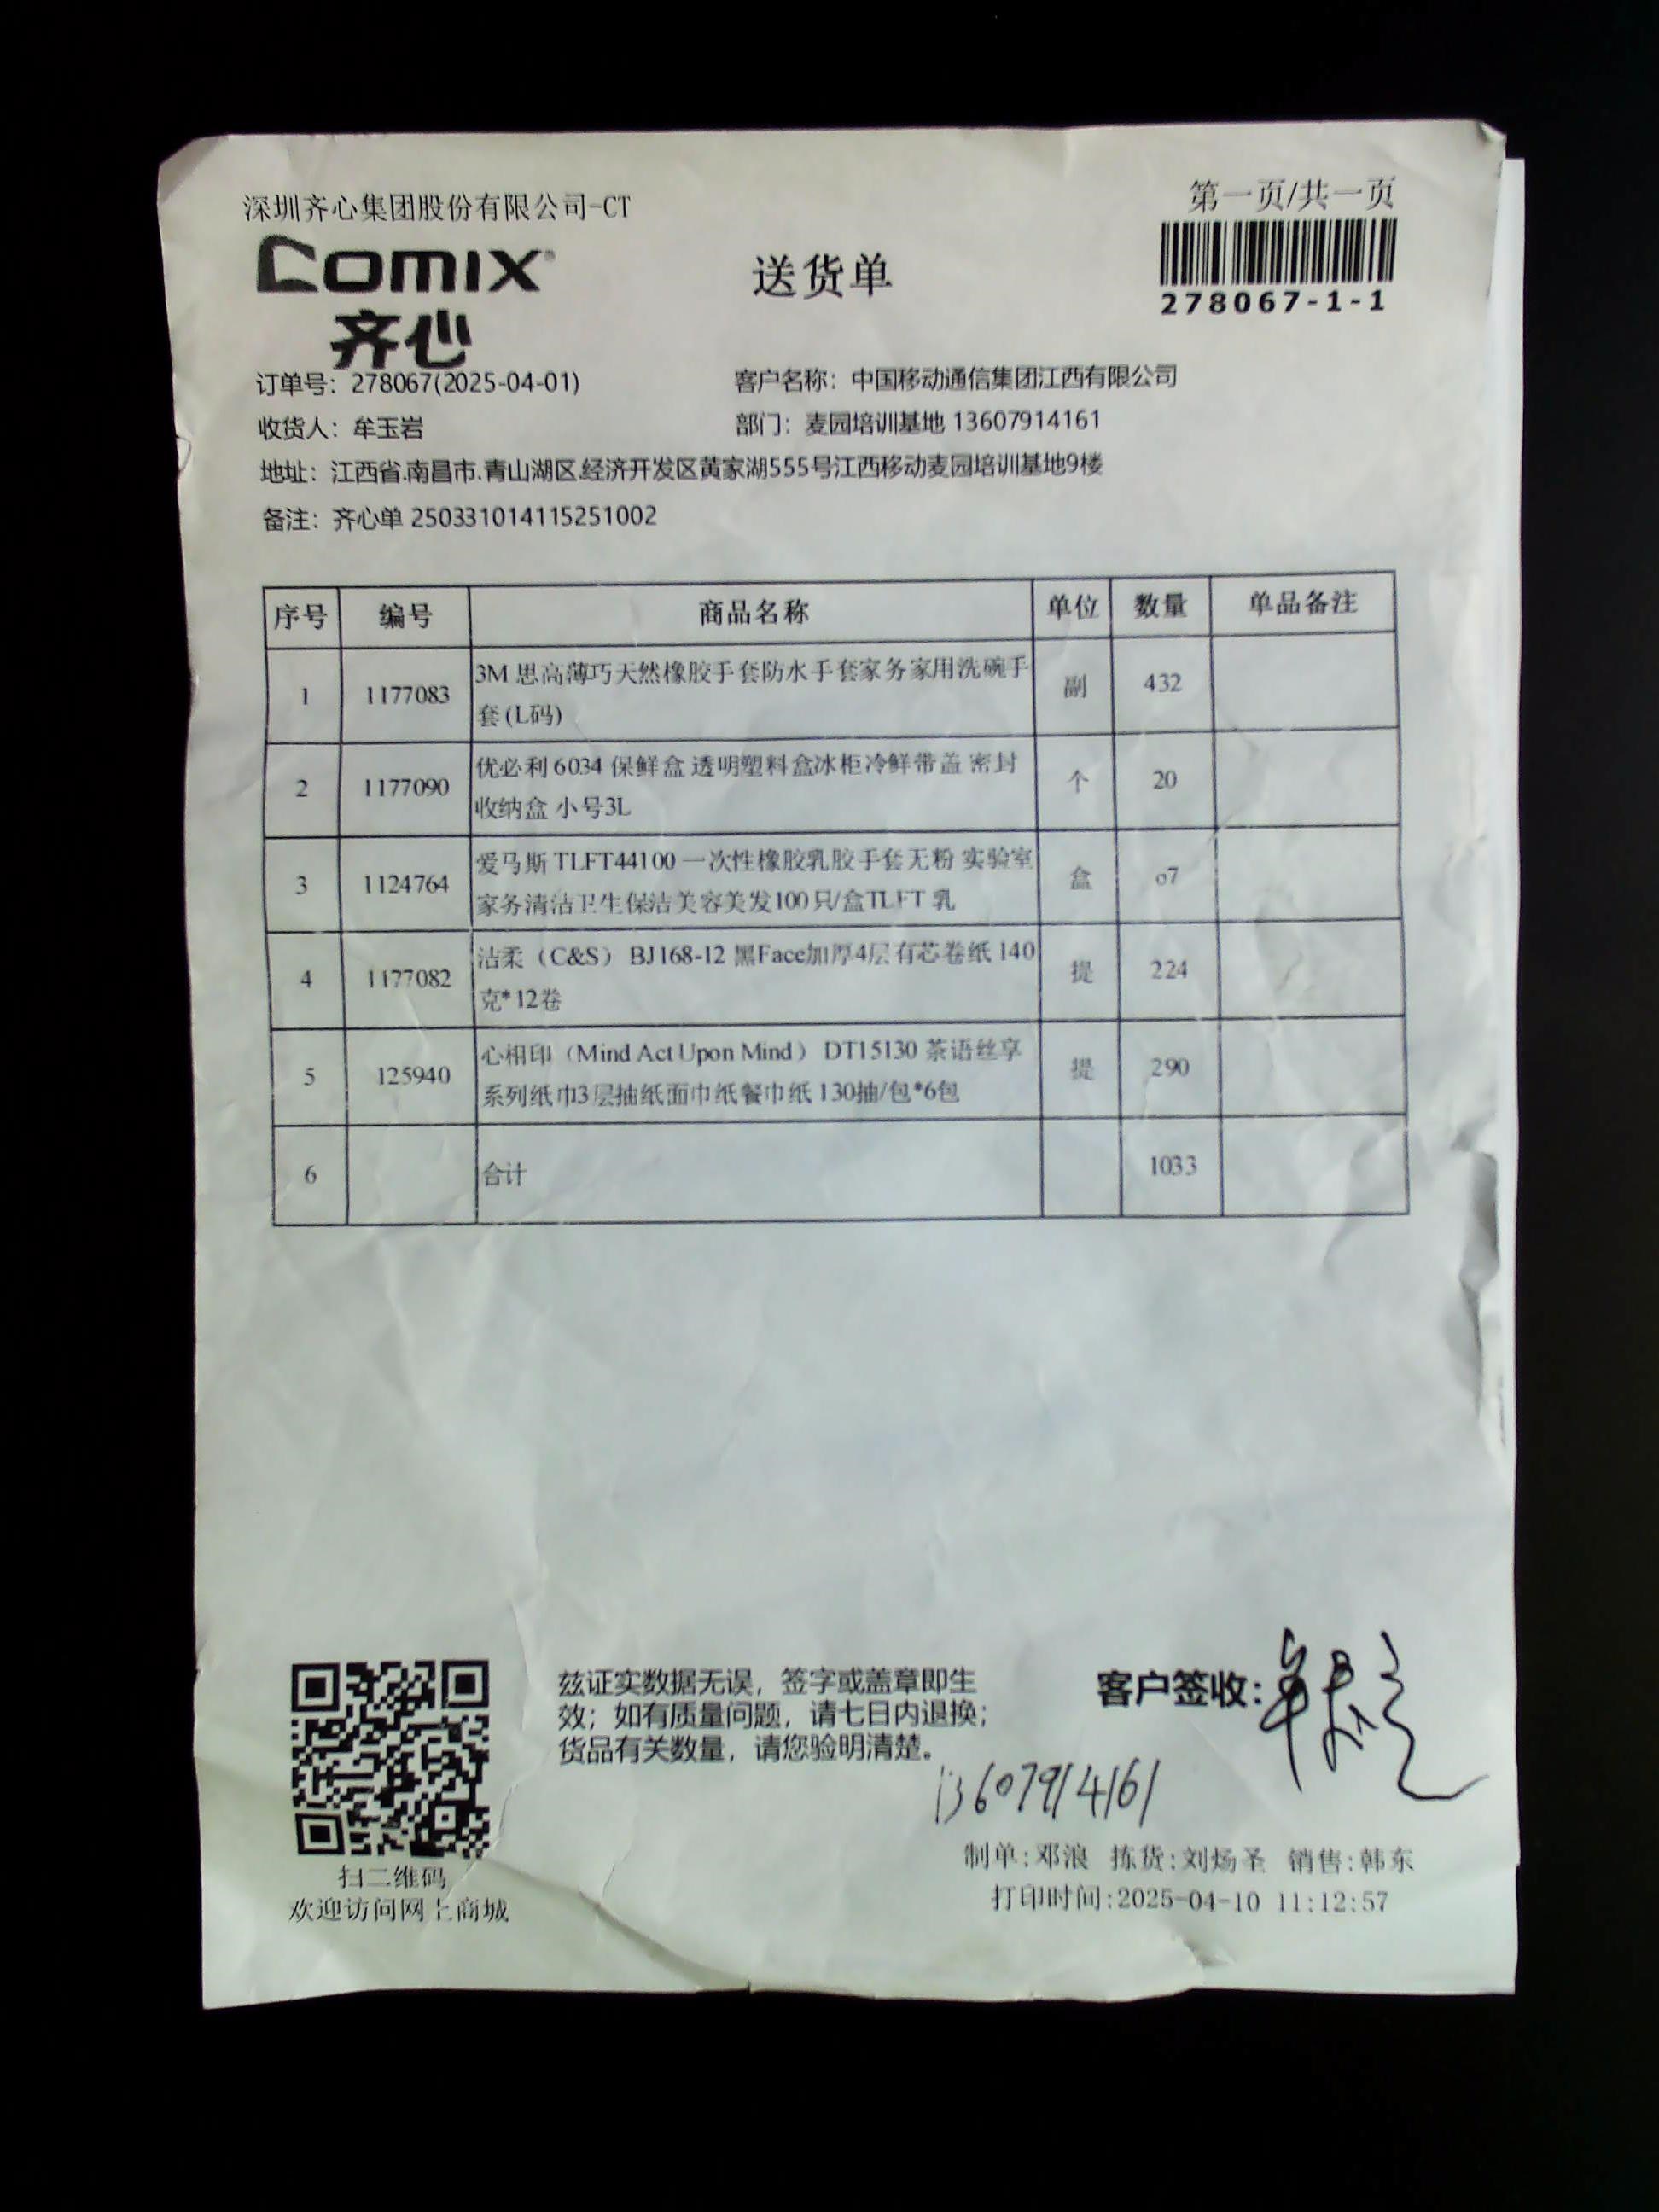 深圳齐心集团股份有限公司-CT
第一页/共一页
COMIX
齐心
送货单
278067-1-1
订单号：278067(2025-04-01)
客户名称：中国移动通信集团江西有限公司
收货人：牟玉岩
部门：麦园培训基地 13607914161
地址：江西省.南昌市.青山湖区.经济开发区黄家湖555号江西移动麦园培训基地9楼
备注：齐心单 250331014115251002
序号 编号 商品名称 单位 数量 单品备注
1 1177083 3M 思高薄巧天然橡胶手套防水手套家务家用洗碗手 副 432
套(L码)
2 1177090 优必利 6034 保鲜盒 透明塑料盒冰柜冷鲜带盖 密封 个 20
收纳盒 小号3L
3 1124764 爱马斯 TLFT44100 一次性橡胶乳胶手套无粉 实验室 盒 67
家务清洁卫生保洁美容美发100只/盒TLFT 乳
4 1177082 洁柔（C&S） BJ168-12 黑Face加厚4层有芯卷纸 140 提 224
克*12卷
5 125940 心相印（Mind Act Upon Mind） DT15130 茶语丝享 提 290
系列纸巾3层抽纸面巾纸餐巾纸 130抽/包*6包
6 合计 1033
兹证实数据无误，签字或盖章即生
效；如有质量问题，请七日内退换；
货品有关数量，请您验明清楚。
客户签收：
13607914161
扫二维码
欢迎访问网上商城
制单:邓浪 拣货:刘炀圣 销售:韩东
打印时间:2025-04-10 11:12:57